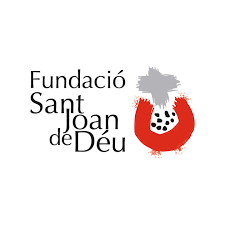 Fundació
Sant
Joan
de Déu